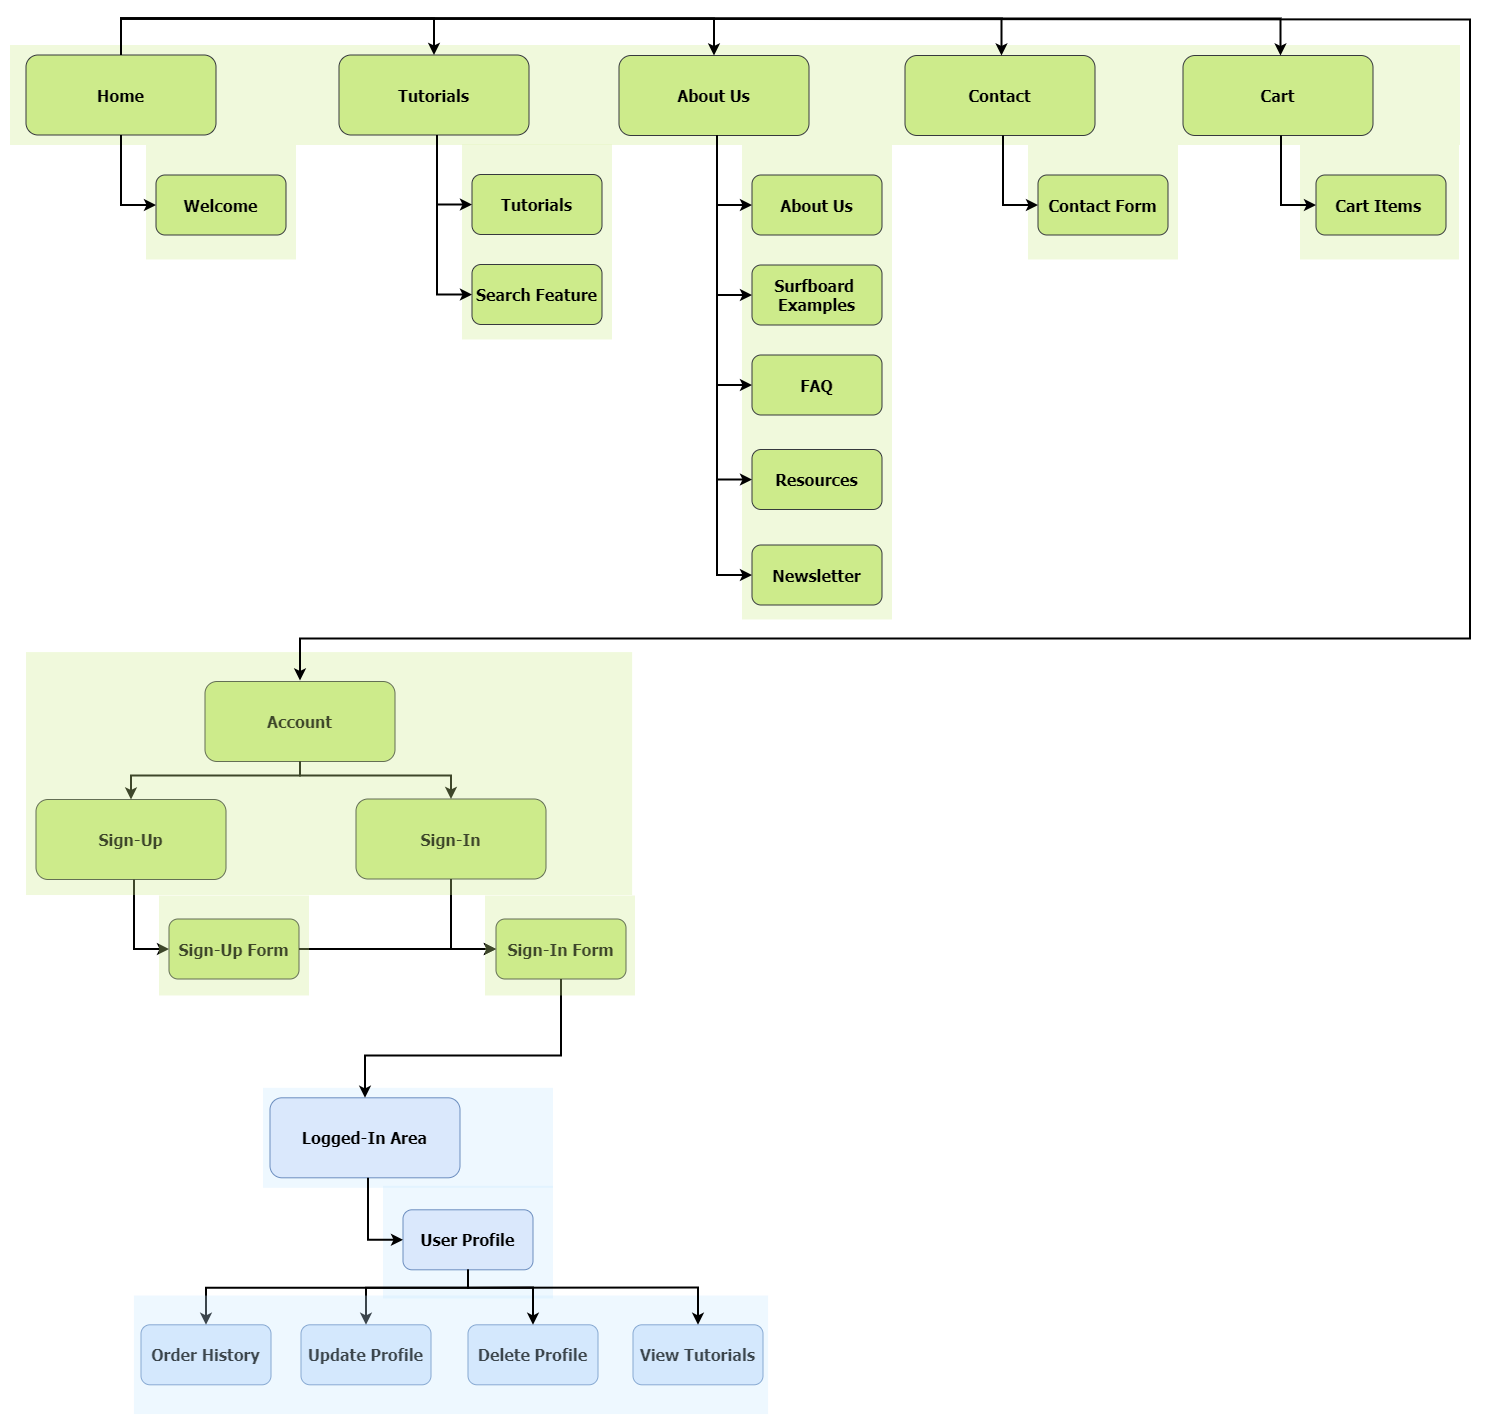 Home
Tutorials
About Us
Contact
Cart
Welcome
Tutorials
About Us
Contact Form
Cart Items
Search Feature
Surfboard
Examples
FAQ
Resources
Newsletter
Account
Sign-Up
Sign-In
Sign-Up Form
Sign-In Form
Logged-In Area
User Profile
Order History
Update Profile
Delete Profile
View Tutorials